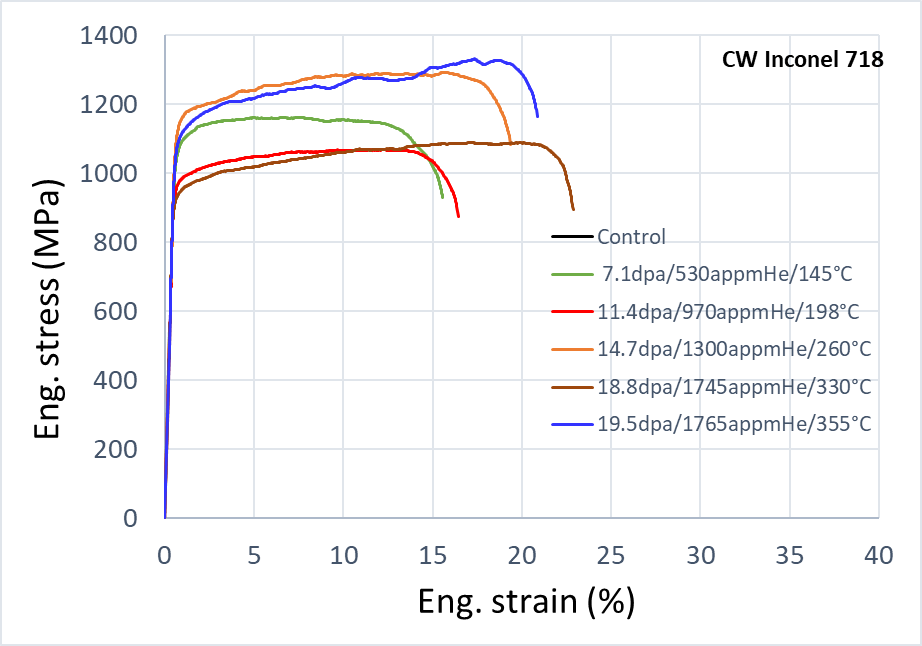 CW Inconel 718
1400
1200
1000
800
600
400
200
0
Eng. stress (MPa)
Control
7.1dpa/530appmHe/145°C
11.4dpa/970appmHe/198°C
14.7dpa/1300appmHe/260°C
18.8dpa/1745appmHe/330°C
19.5dpa/1765appmHe/355°C
0 5 10 15 20 25 30 35 40
Eng. strain (%)